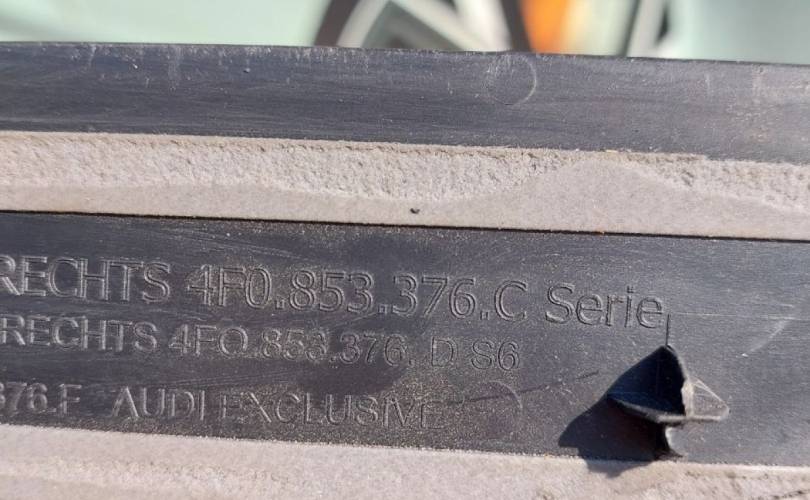 RECHTS 4F0.853.376.C Serie
RECHTS 4F0.853.376. D S6
376.F AUDI EXCLUSIVE